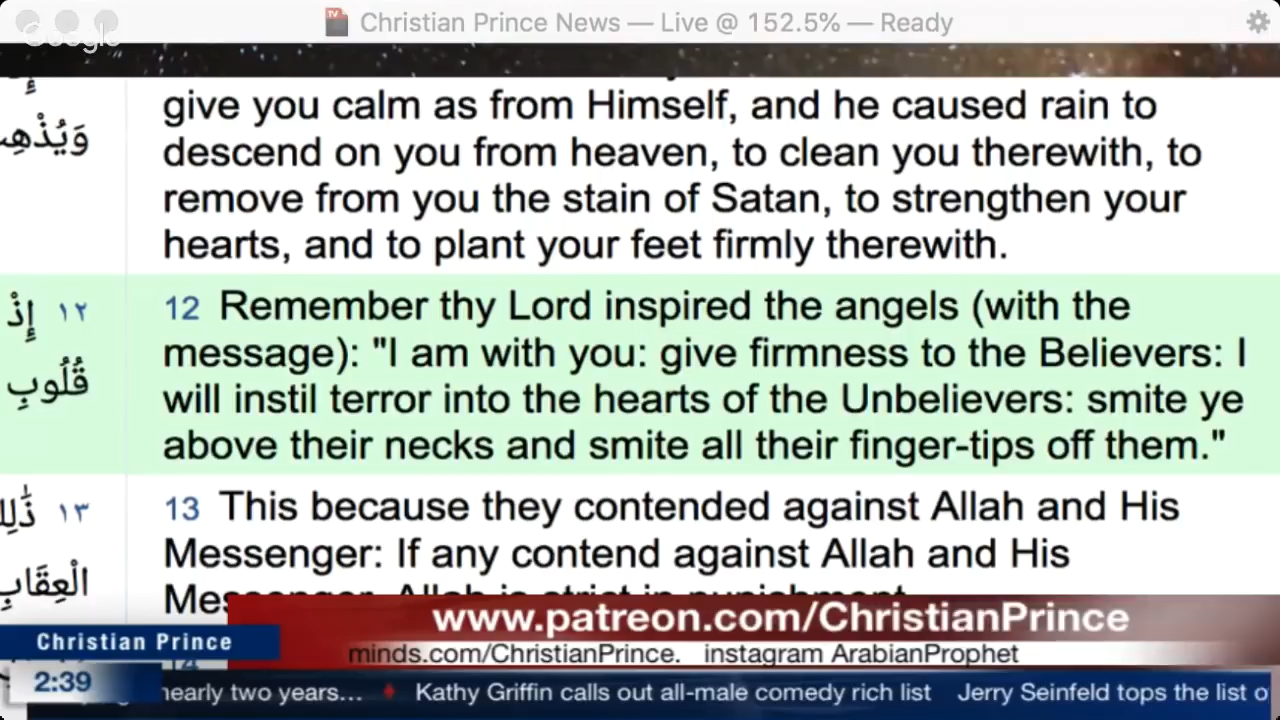 Christian Prince News — Live @ 152.5% — Ready
Google
give you calm as from Himself, and he caused rain to
descend on you from heaven, to clean you therewith, to
remove from you the stain of Satan, to strengthen your
hearts, and to plant your feet firmly therewith.
12 Remember thy Lord inspired the angels (with the
message): "I am with you: give firmness to the Believers: I
will instil terror into the hearts of the Unbelievers: smite ye
above their necks and smite all their finger-tips off them."
١٢ إِذْ
قُلُوبِ
13 This because they contended against Allah and His
Messenger: If any contend against Allah and His
Allah is strict in punishment.
١٣
الْعِقَابِ
www.patreon.com/ChristianPrince
minds.com/ChristianPrince. instagram ArabianProphet
Christian Prince
2:39
nearly two years... ♦ Kathy Griffin calls out all-male comedy rich list Jerry Seinfeld tops the list